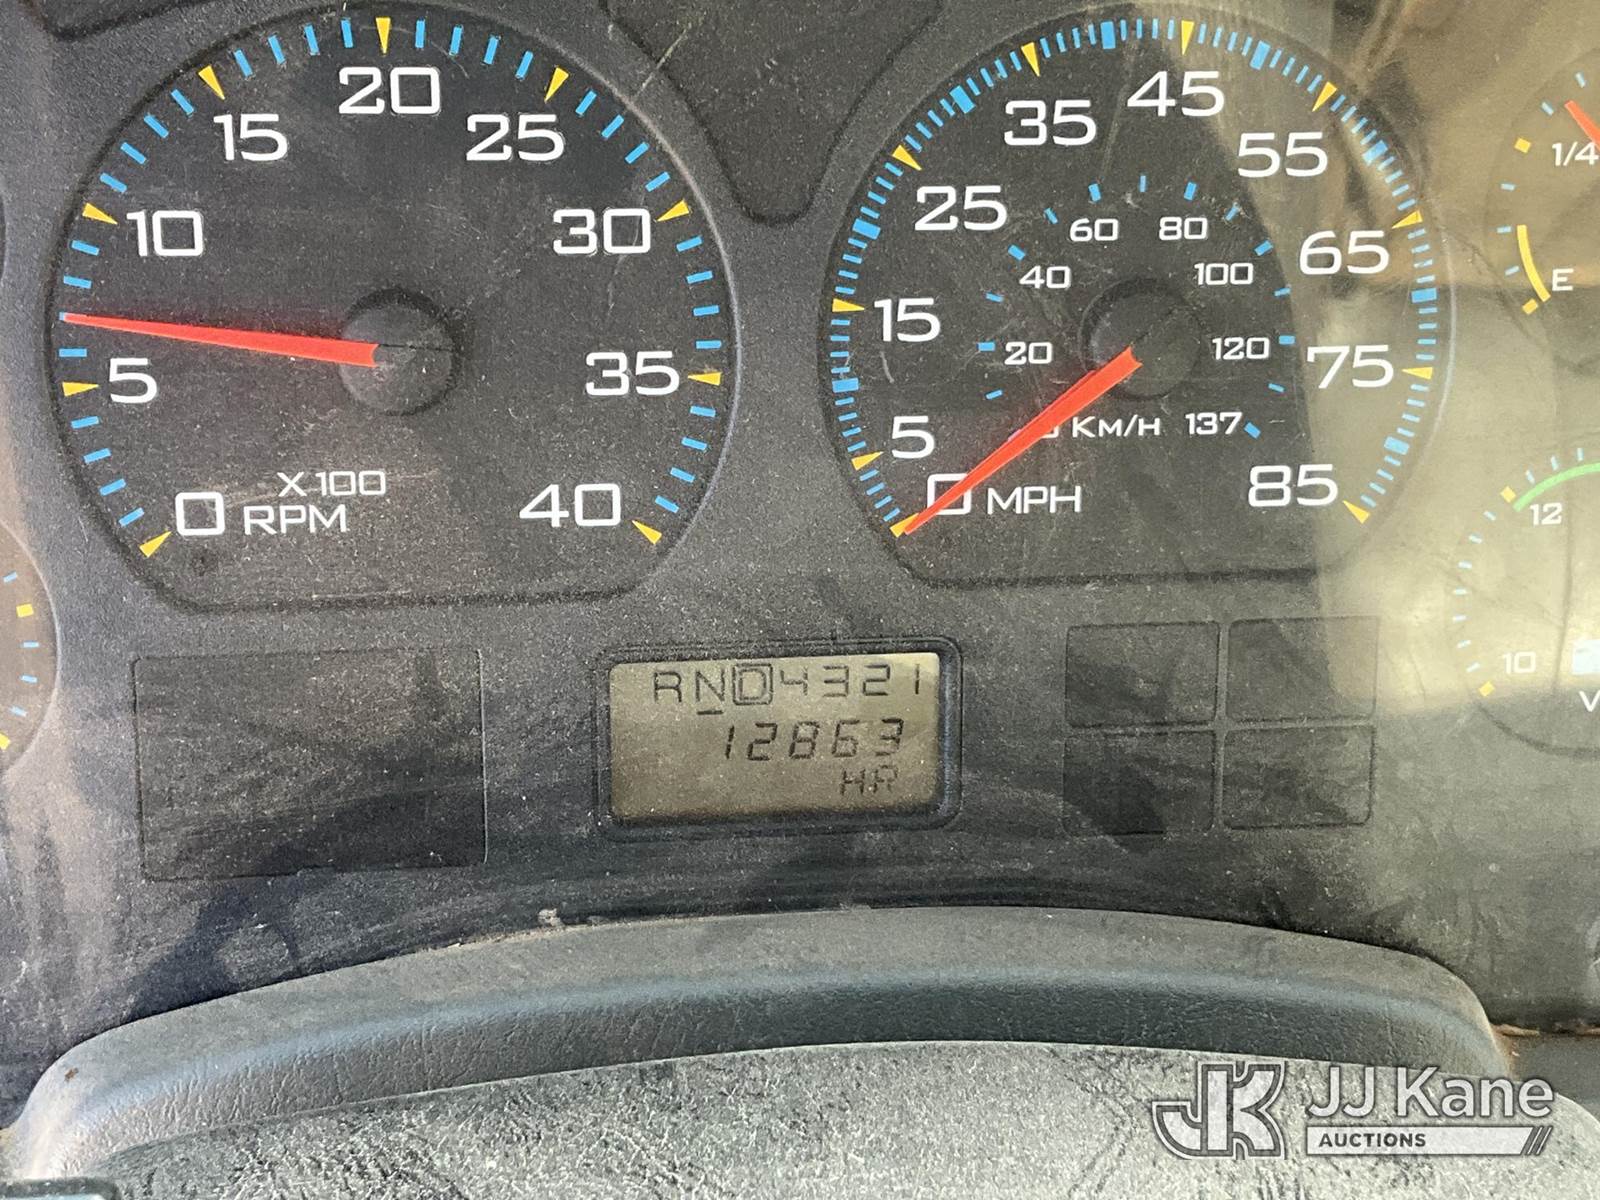 0 5 10 15 20 25 30 35 40
X100
RPM
0 5 15 25 35 45 55 65 75 85
MPH
20 40 60 80 100 120 137
KM/H
1/4
E
12
10
V
RND4321
12863
HR
JK JJ Kane
AUCTIONS